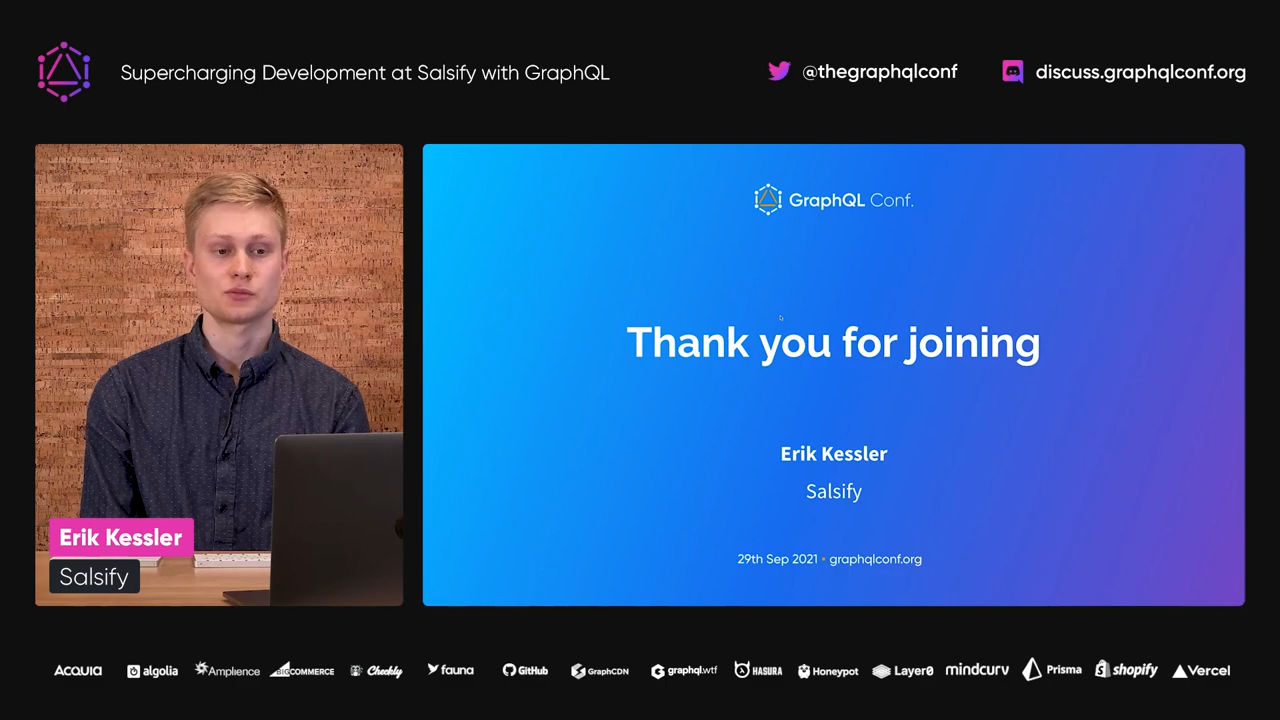 Supercharging Development at Salsify with GraphQL
@thegraphqlconf
discuss.graphqlconf.org
GraphQL Conf.
Thank you for joining
Erik Kessler
Salsify
29th Sep 2021 • graphqlconf.org
Erik Kessler
Salsify
ACQUIA
algolia
Amplience
BIGCOMMERCE
Checkly
fauna
GitHub
GraphCDN
graphql.wtf
HASURA
Honeypot
Layer0
mindcurv
Prisma
shopify
Vercel